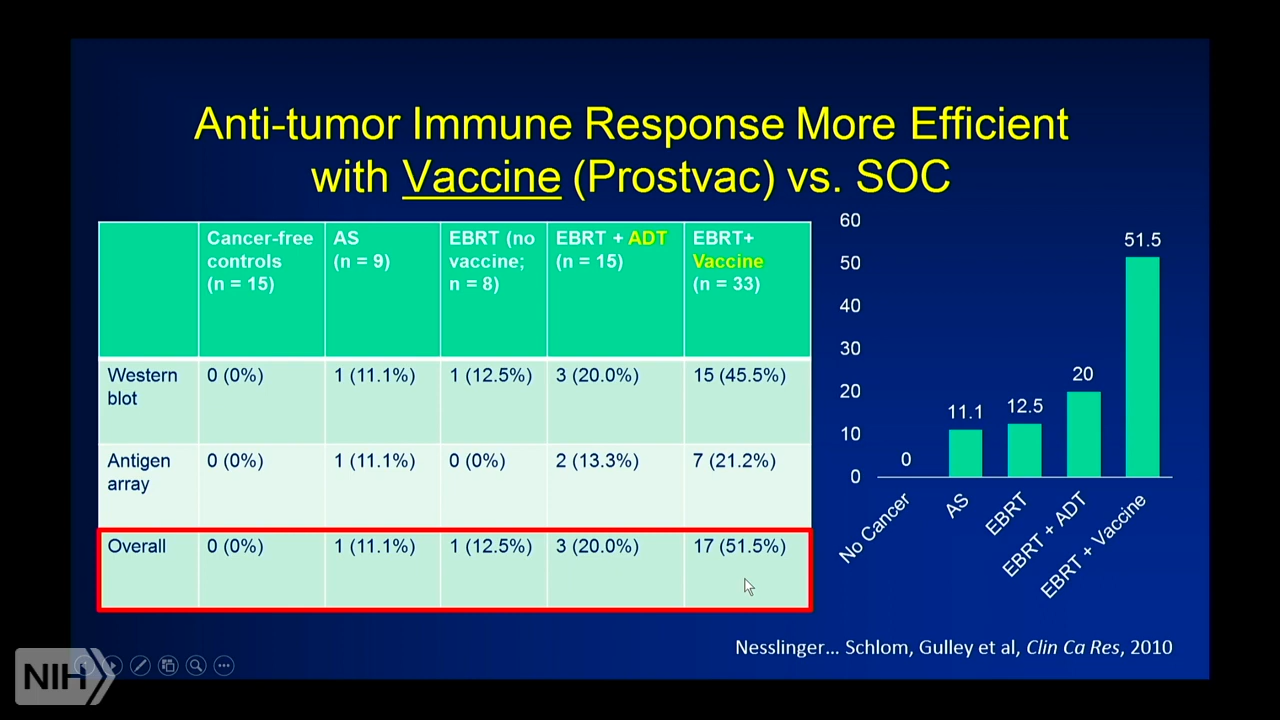 Anti-tumor Immune Response More Efficient
with Vaccine (Prostvac) vs. SOC
Cancer-free
controls
(n = 15)
AS
(n = 9)
EBRT (no
vaccine;
n = 8)
EBRT + ADT
(n = 15)
EBRT+
Vaccine
(n = 33)
Western
blot
0 (0%)
1 (11.1%)
1 (12.5%)
3 (20.0%)
15 (45.5%)
Antigen
array
0 (0%)
1 (11.1%)
0 (0%)
2 (13.3%)
7 (21.2%)
Overall
0 (0%)
1 (11.1%)
1 (12.5%)
3 (20.0%)
17 (51.5%)
60
50
40
30
20
10
0
0
11.1
12.5
20
51.5
No Cancer
AS
EBRT
EBRT + ADT
EBRT + Vaccine
Nesslinger... Schlom, Gulley et al, Clin Ca Res, 2010
NIH